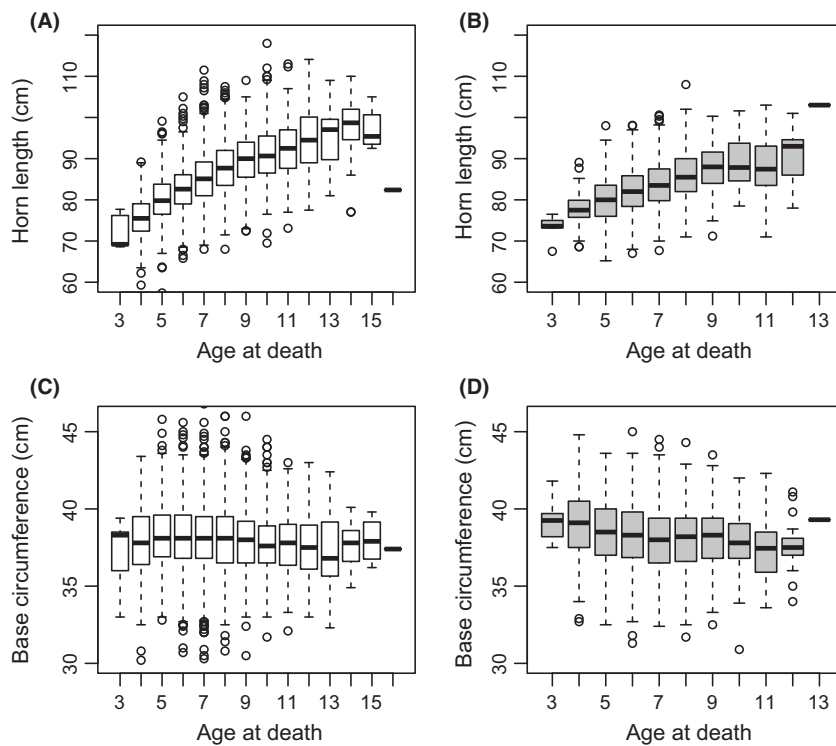 (A)
Horn length (cm)
60 70 80 90 110
3 5 7 9 11 13 15
Age at death
(B)
Horn length (cm)
60 70 80 90 110
3 5 7 9 11 13
Age at death
(C)
Base circumference (cm)
30 35 40 45
3 5 7 9 11 13 15
Age at death
(D)
Base circumference (cm)
30 35 40 45
3 5 7 9 11 13
Age at death